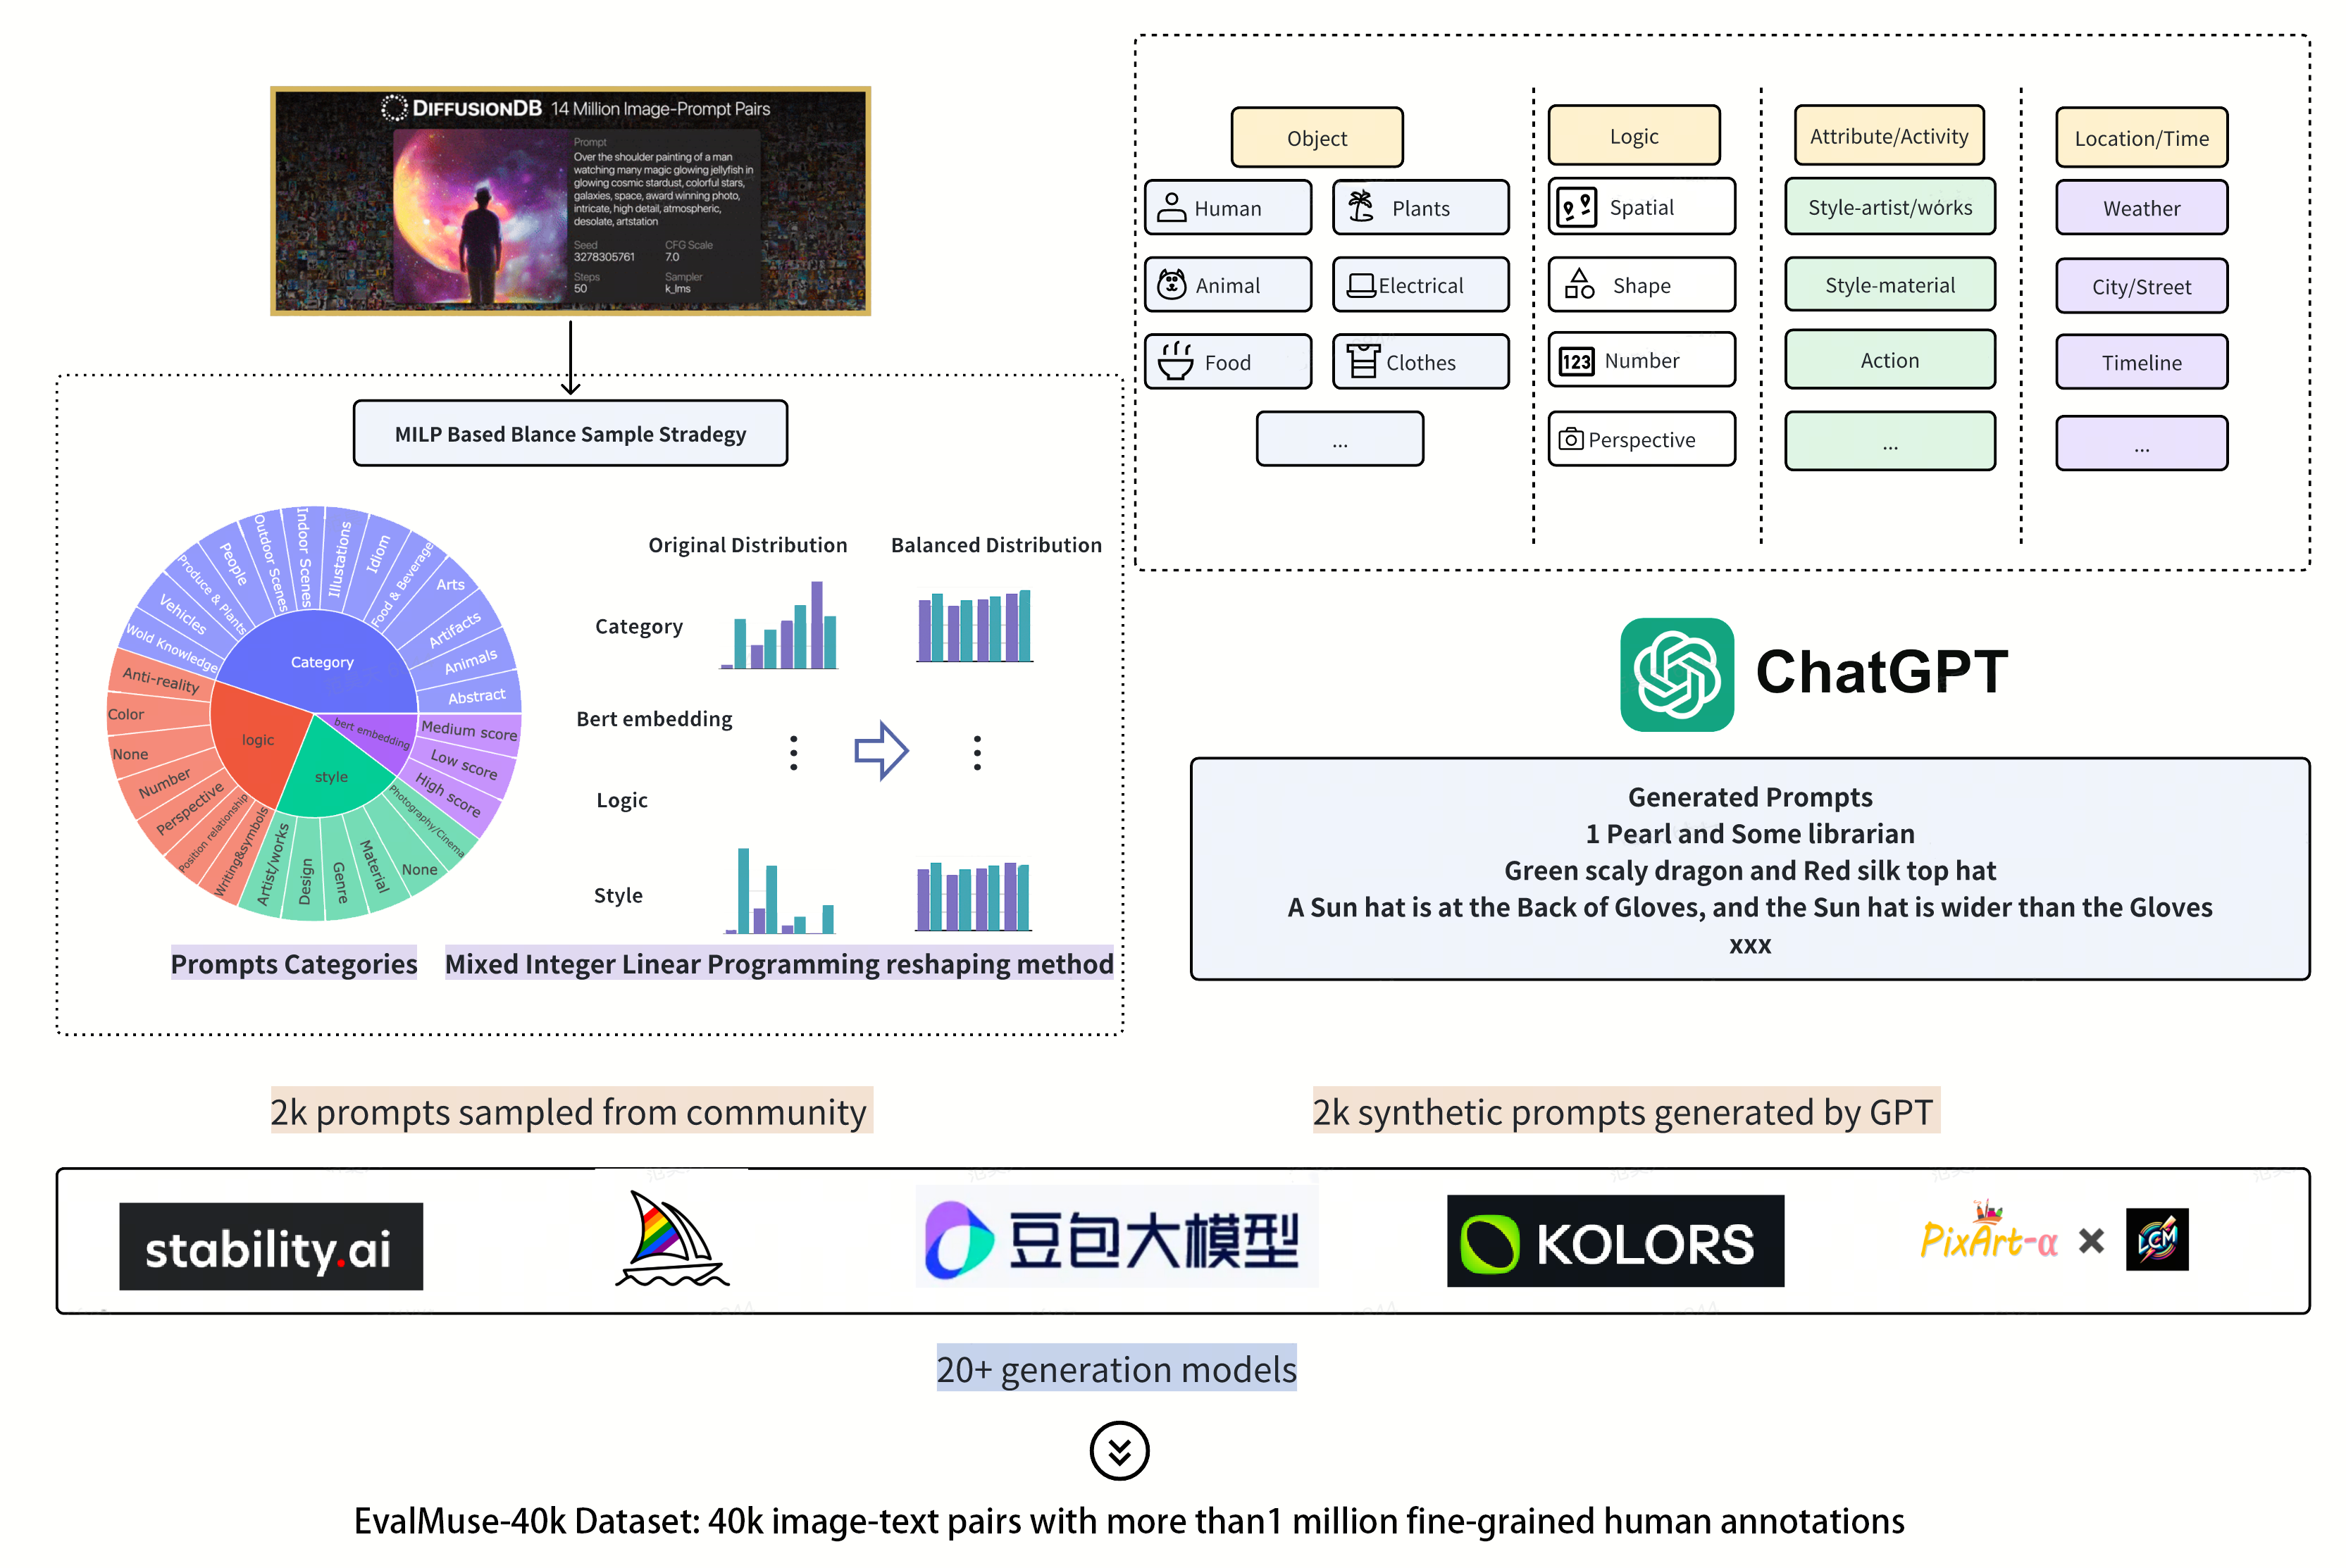 DIFFUSIONDB 14 Million Image-Prompt Pairs
Prompt
Over the shoulder painting of a man
watching many magic glowing jellyfish in
glowing cosmic stardust, colorful stars,
galaxies, space, award winning photo,
intricate, high detail, atmospheric,
desolate, artstation
Seed
CFG Scale
3278305761
7.0
Steps
Sampler
50
k_lms
MILP Based Blance Sample Stradegy
Category
Abstract
Animals
Artifacts
Arts
Food & Beverage
Idiom
Illustations
Indoor Scenes
Outdoor Scenes
People
Produce & Plants
Vehicles
Wold Knowledge
logic
Anti-reality
Color
None
Number
Perspective
Position relationship
Writing&symbols
style
Artist/works
Design
Genre
Material
None
Photography/Cinema
bert embedding
High score
Low score
Medium score
Original Distribution
Balanced Distribution
Category
Bert embedding
Logic
Style
Prompts Categories
Mixed Integer Linear Programming reshaping method
Object
Human
Plants
Animal
Electrical
Food
Clothes
...
Logic
Spatial
Shape
123 Number
Perspective
Attribute/Activity
Style-artist/works
Style-material
Action
...
Location/Time
Weather
City/Street
Timeline
...
ChatGPT
Generated Prompts
1 Pearl and Some librarian
Green scaly dragon and Red silk top hat
A Sun hat is at the Back of Gloves, and the Sun hat is wider than the Gloves
xxx
2k prompts sampled from community
2k synthetic prompts generated by GPT
stability.ai
豆包大模型
KOLORS
PixArt-α
LCM
20+ generation models
EvalMuse-40k Dataset: 40k image-text pairs with more than1 million fine-grained human annotations